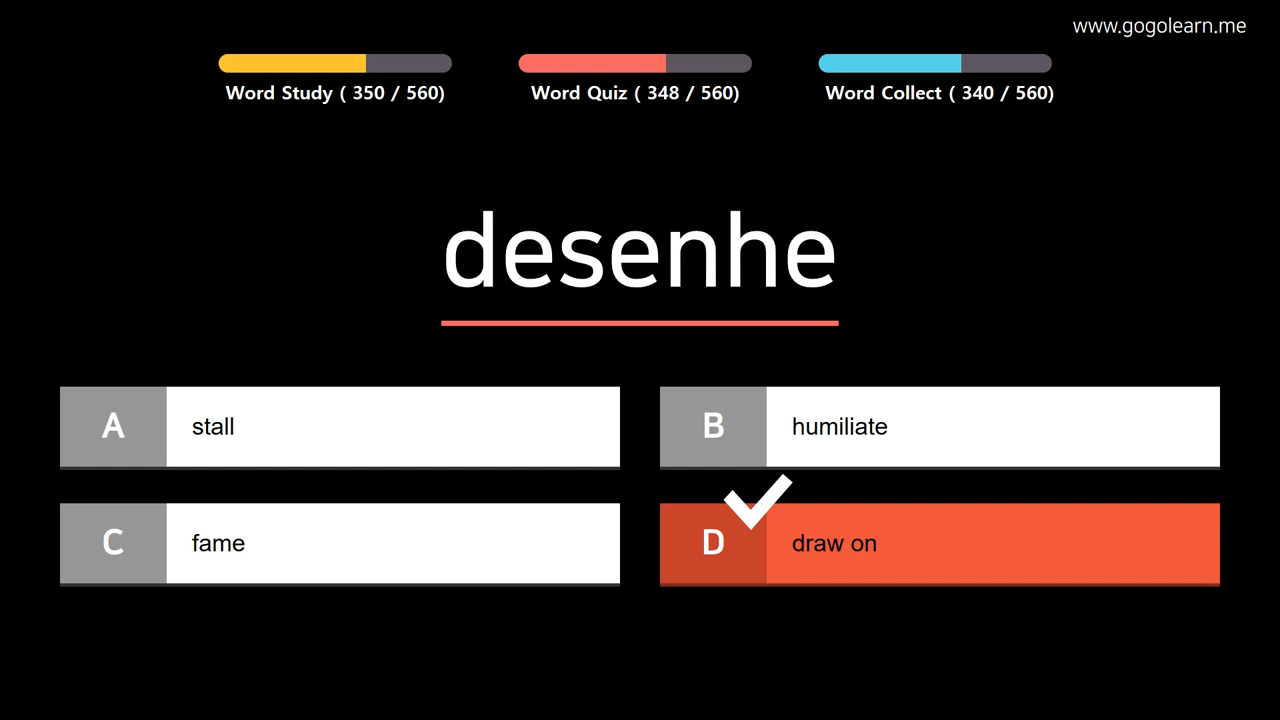 www.gogolearn.me
Word Study ( 350 / 560)
Word Quiz ( 348 / 560)
Word Collect ( 340 / 560)
desenhe
A stall
B humiliate
C fame
D draw on